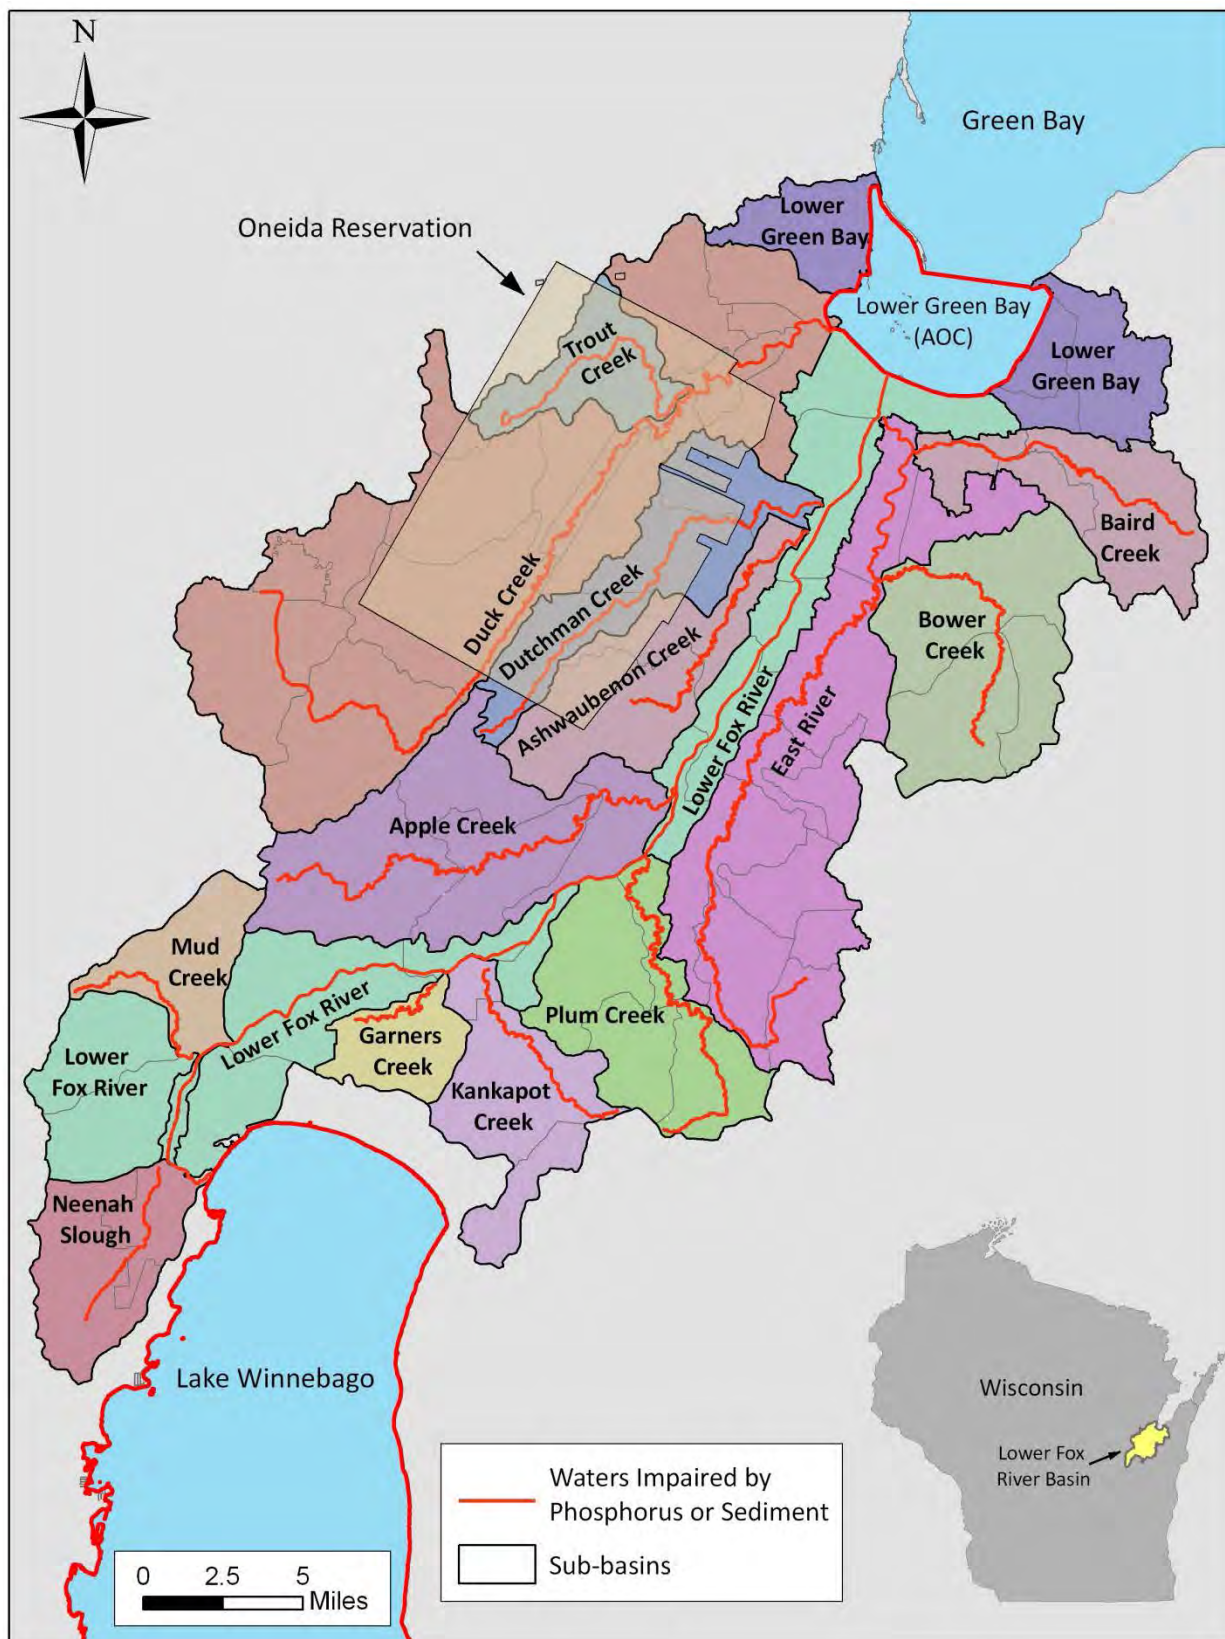 N
Green Bay
Oneida Reservation
Lower
Green Bay
Lower Green Bay
(AOC)
Lower
Green Bay
Trout
Creek
Baird
Creek
Duck Creek
Dutchman Creek
Ashwaubenon Creek
Bower
Creek
Lower Fox River
East River
Apple Creek
Mud
Creek
Lower Fox River
Plum Creek
Garners
Creek
Lower
Fox River
Kankapot
Creek
Neenah
Slough
Lake Winnebago
Wisconsin
Lower Fox
River Basin
Waters Impaired by
Phosphorus or Sediment
Sub-basins
0 2.5 5
Miles